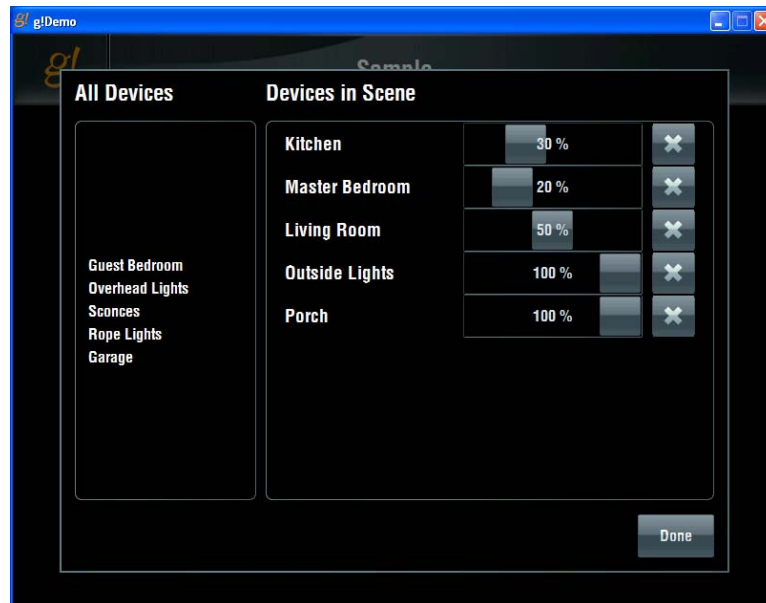 g! g!Demo
g!
Sample
All Devices
Devices in Scene
Guest Bedroom
Overhead Lights
Sconces
Rope Lights
Garage
Kitchen 30 %
Master Bedroom 20 %
Living Room 50 %
Outside Lights 100 %
Porch 100 %
Done